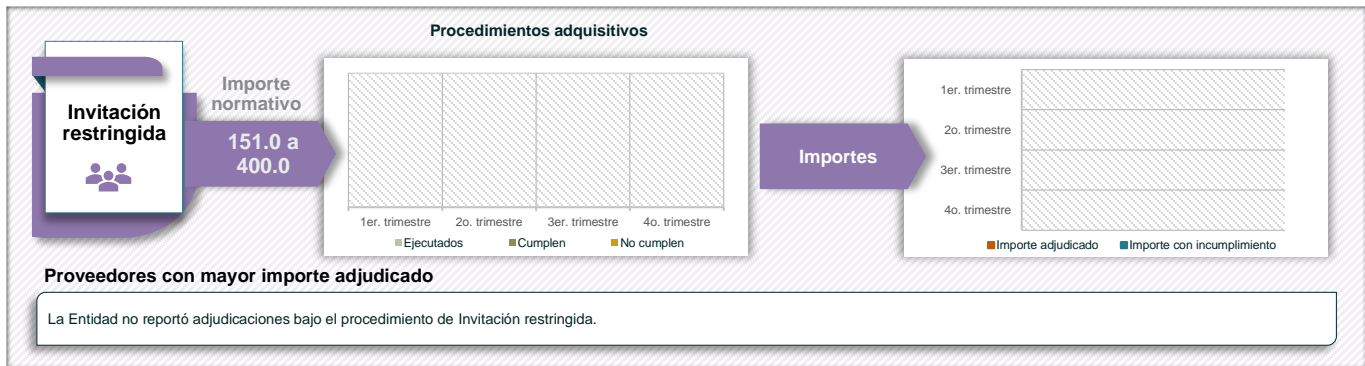 Procedimientos adquisitivos
Invitación
restringida
Importe
normativo
151.0 a
400.0
1er. trimestre 2o. trimestre 3er. trimestre 4o. trimestre
Ejecutados Cumplen No cumplen
Importes
1er. trimestre
2o. trimestre
3er. trimestre
4o. trimestre
Importe adjudicado Importe con incumplimiento
Proveedores con mayor importe adjudicado
La Entidad no reportó adjudicaciones bajo el procedimiento de Invitación restringida.